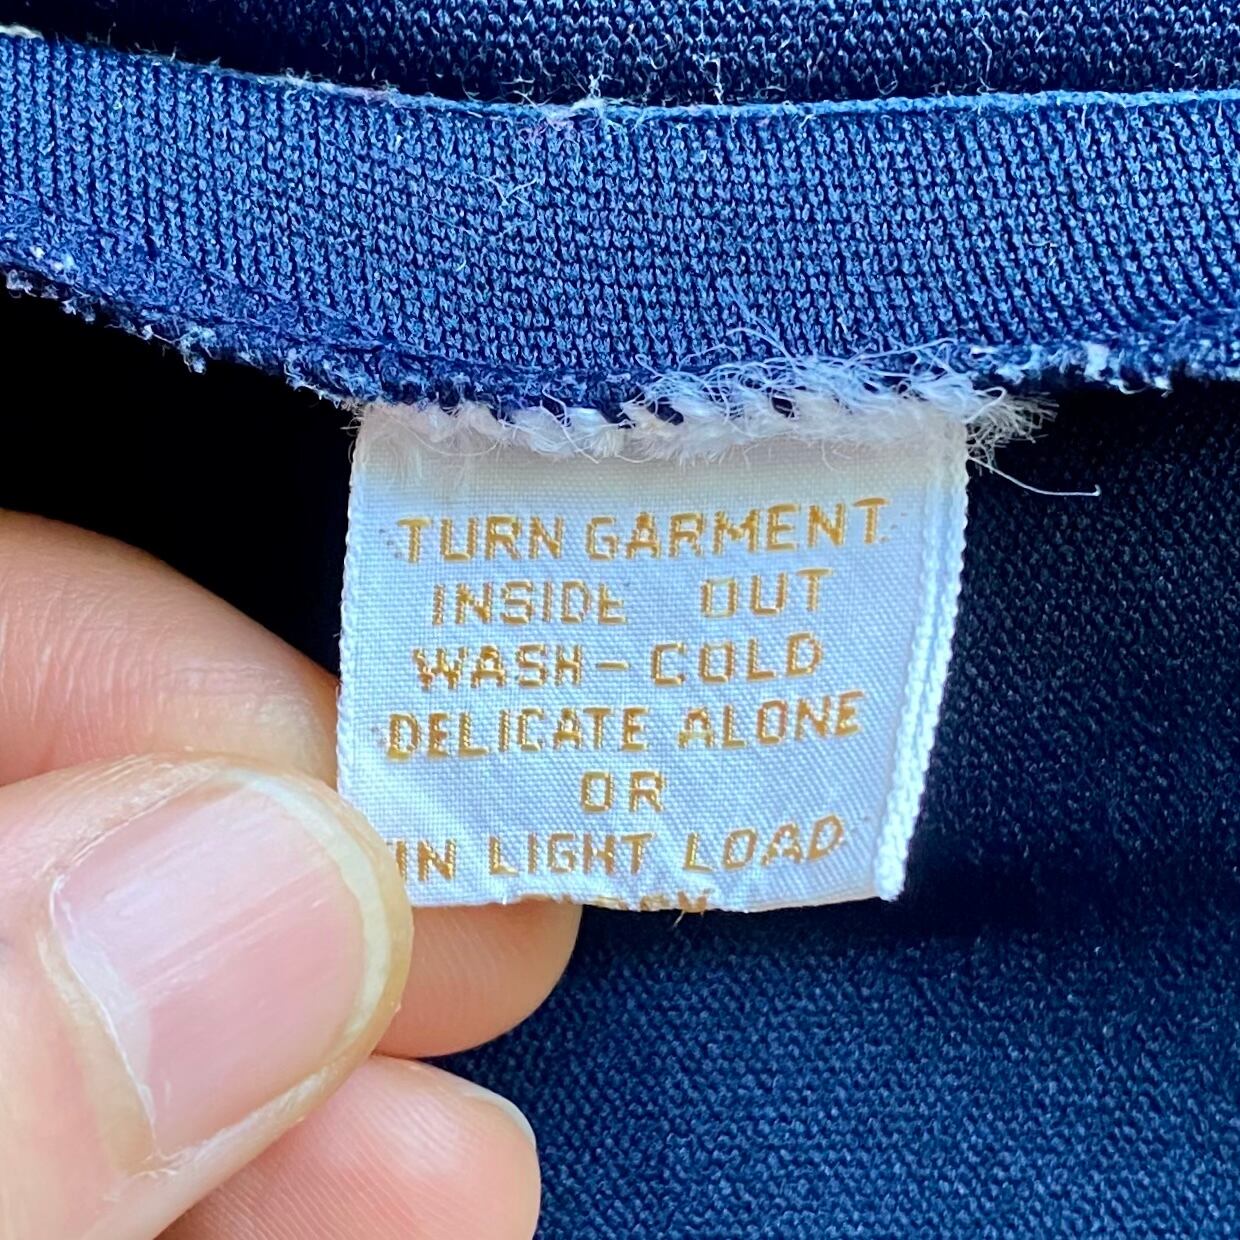 TURN GARMENT
INSIDE OUT
WASH-COLD
DELICATE ALONE
OR
IN LIGHT LOAD